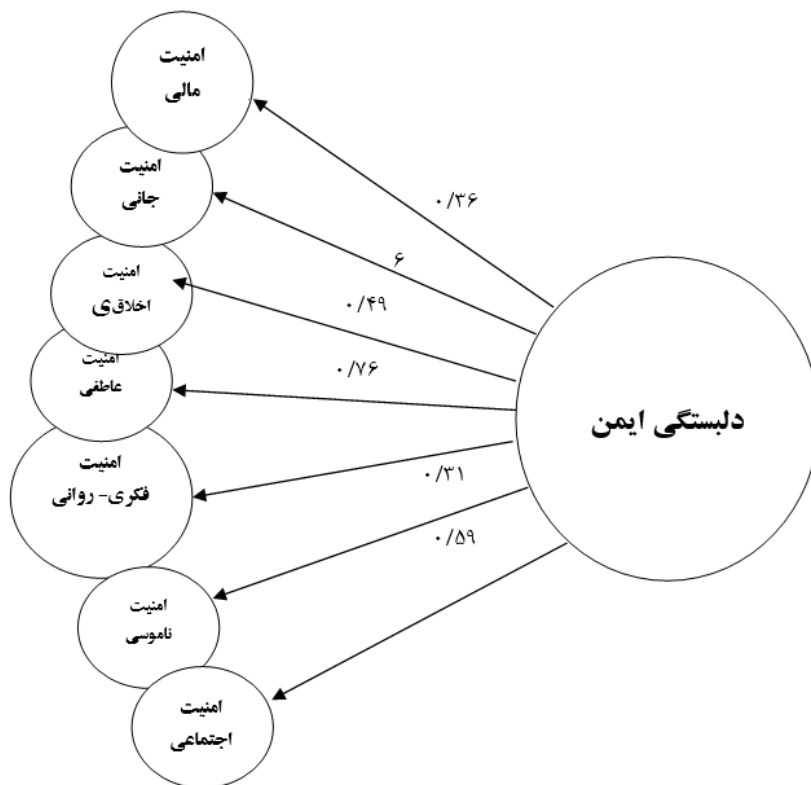 امنیت
مالی
۰/۳۶
امنیت
جانی
۶
امنیت
اخلاقی
۰/۴۹
امنیت
عاطفی
۰/۷۶
دلبستگی ایمن
امنیت
فکری- روانی
۰/۳۱
امنیت
ناموسی
۰/۵۹
امنیت
اجتماعی